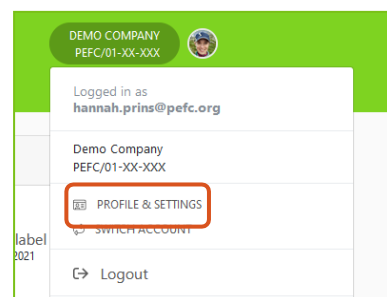 DEMO COMPANY
PEFC/01-XX-XXX
Logged in as
hannah.prins@pefc.org
Demo Company
PEFC/01-XX-XXX
PROFILE & SETTINGS
SWITCH ACCOUNT
label
2021
Logout